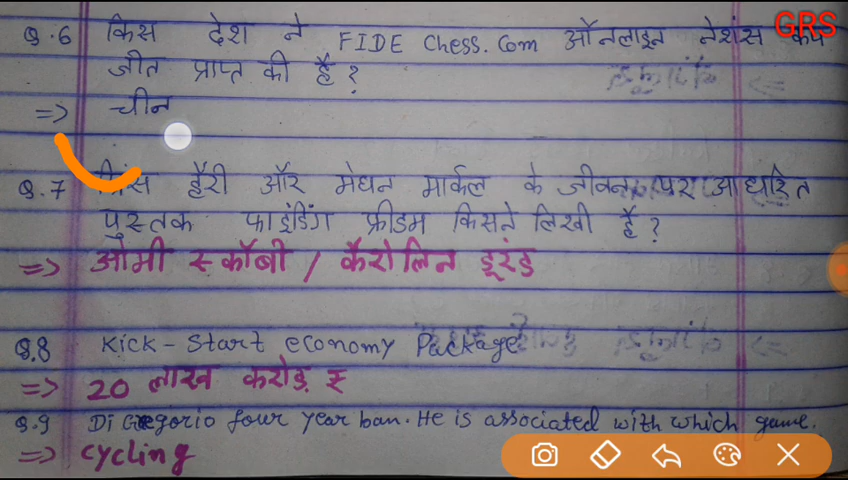 GRS
Q.6 किस देश ने FIDE Chess.Com ऑनलाइन नेशंस कप
जीत प्राप्त की है ?
=> चीन
Q.7 हैरी और मेघन मार्कल के जीवन पर आधारित
पुस्तक फाइंडिंग फ्रीडम किसने लिखी है ?
=> ओमी स्कॉबी / कैरोलिन डूरंड
Q.8 Kick-Start economy Package
=> 20 लाख करोड़ ₹
Q.9 Di Gregorio four year ban. He is associated with which game.
=> Cycling